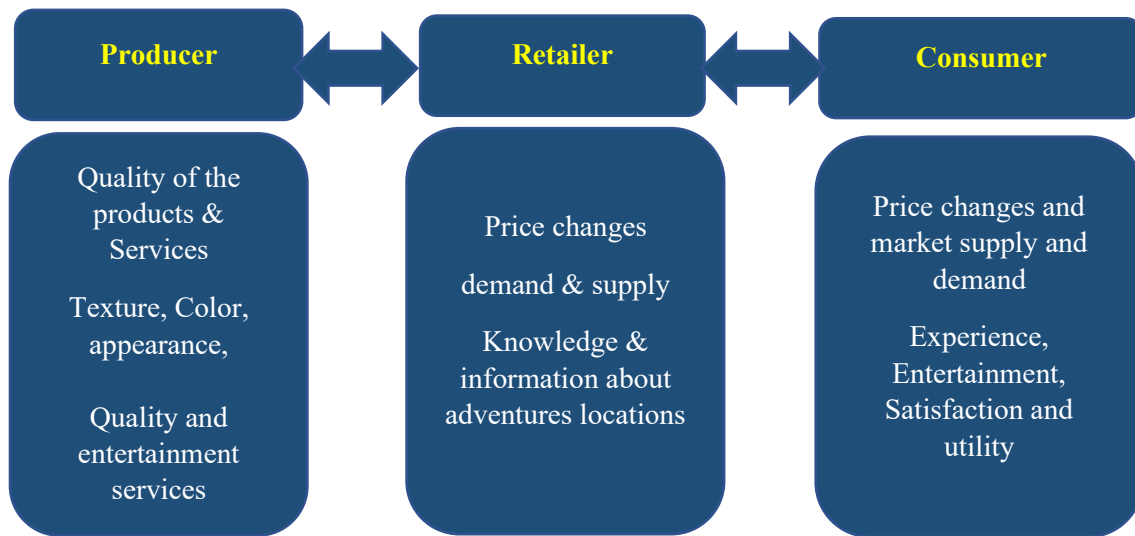 Producer
Retailer
Consumer
Quality of the
products &
Services
Texture, Color,
appearance,
Quality and
entertainment
services
Price changes
demand & supply
Knowledge &
information about
adventures locations
Price changes and
market supply and
demand
Experience,
Entertainment,
Satisfaction and
utility